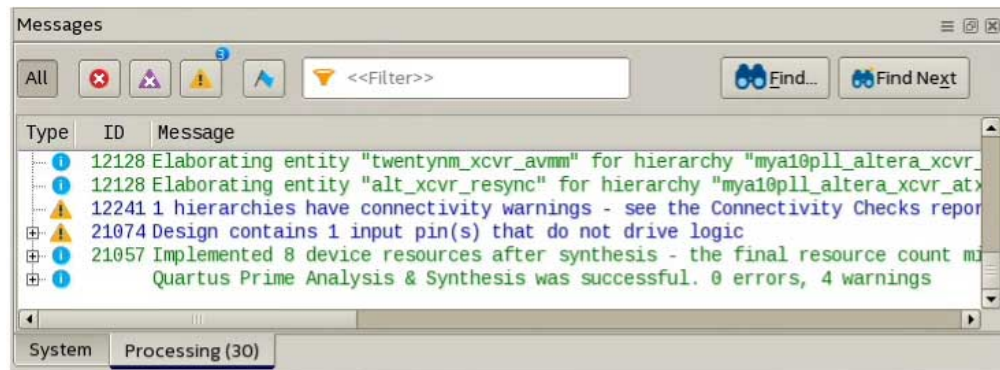 Messages
All
3
<<Filter>>
Find...
Find Next
Type ID Message
12128 Elaborating entity "twentynm_xcvr_avmm" for hierarchy "mya10pll_altera_xcvr_
12128 Elaborating entity "alt_xcvr_resync" for hierarchy "mya10pll_altera_xcvr_atx
12241 1 hierarchies have connectivity warnings - see the Connectivity Checks repor
21074 Design contains 1 input pin(s) that do not drive logic
21057 Implemented 8 device resources after synthesis - the final resource count mi
Quartus Prime Analysis & Synthesis was successful. 0 errors, 4 warnings
System Processing (30)